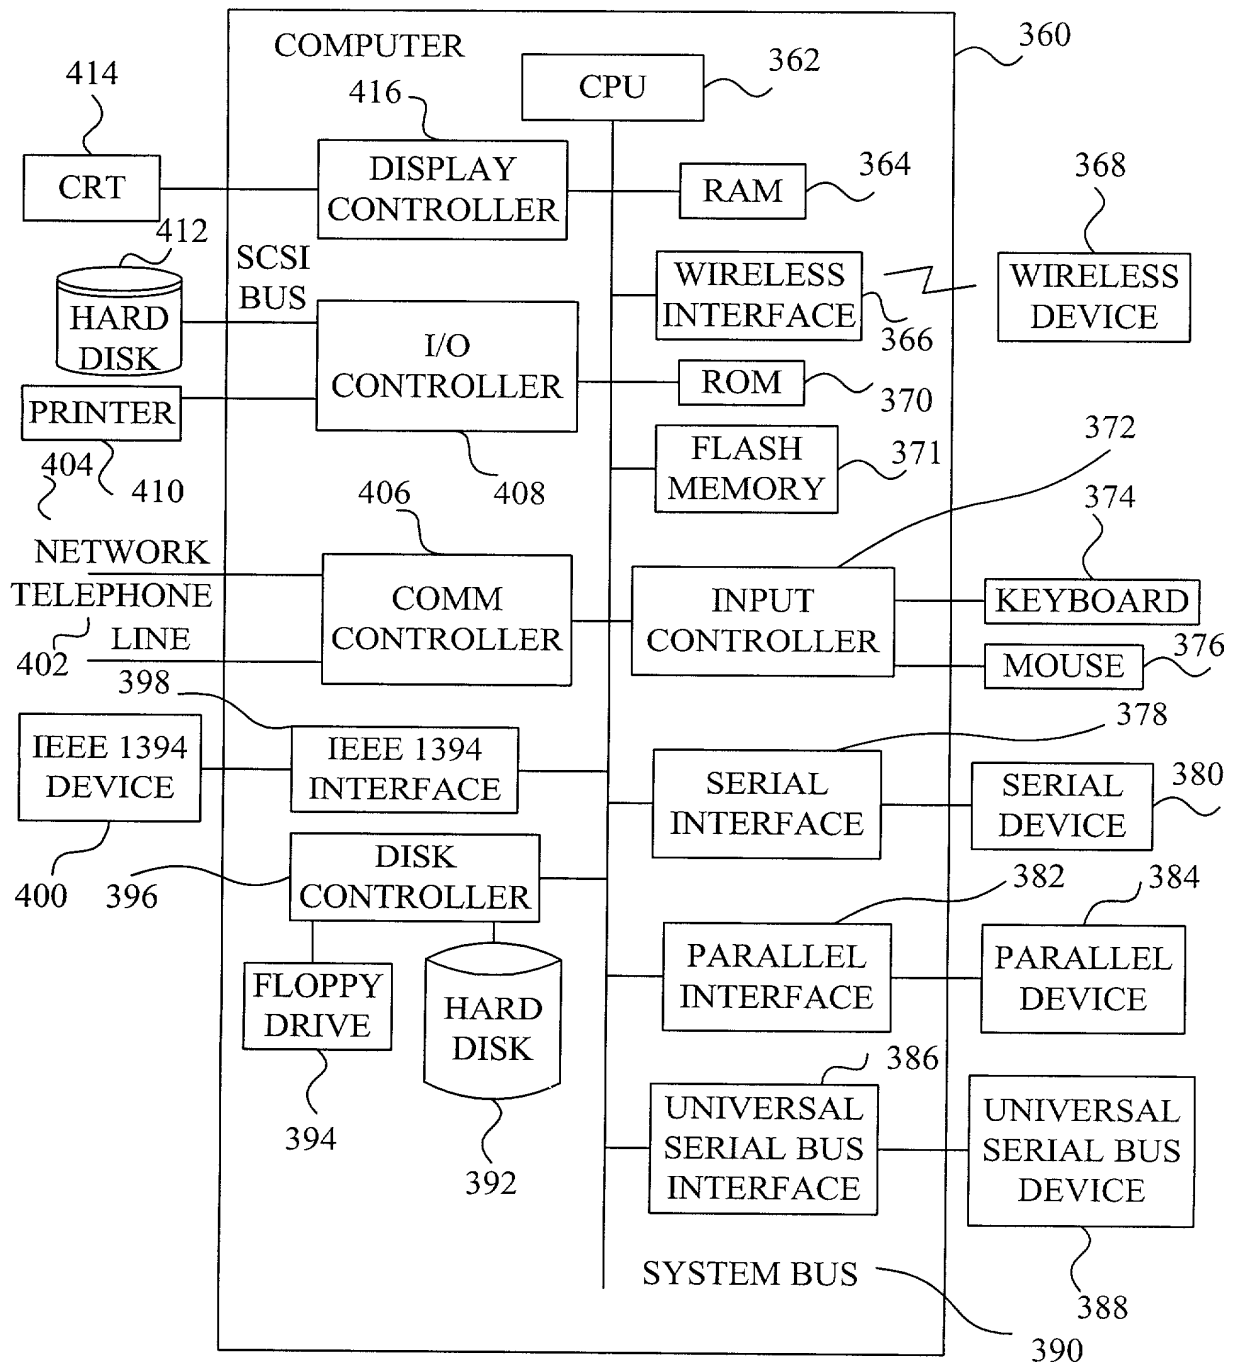 COMPUTER
360
362
CPU
414
416
CRT
DISPLAY
CONTROLLER
RAM
364
368
412
SCSI
BUS
HARD
DISK
WIRELESS
INTERFACE
366
WIRELESS
DEVICE
I/O
CONTROLLER
ROM
370
PRINTER
404
410
408
FLASH
MEMORY
371
372
374
406
NETWORK
TELEPHONE
LINE
402
COMM
CONTROLLER
INPUT
CONTROLLER
KEYBOARD
MOUSE
376
398
378
IEEE 1394
DEVICE
IEEE 1394
INTERFACE
SERIAL
INTERFACE
SERIAL
DEVICE
380
400
396
DISK
CONTROLLER
382
384
FLOPPY
DRIVE
HARD
DISK
PARALLEL
INTERFACE
PARALLEL
DEVICE
394
392
386
UNIVERSAL
SERIAL BUS
INTERFACE
UNIVERSAL
SERIAL BUS
DEVICE
388
SYSTEM BUS
390